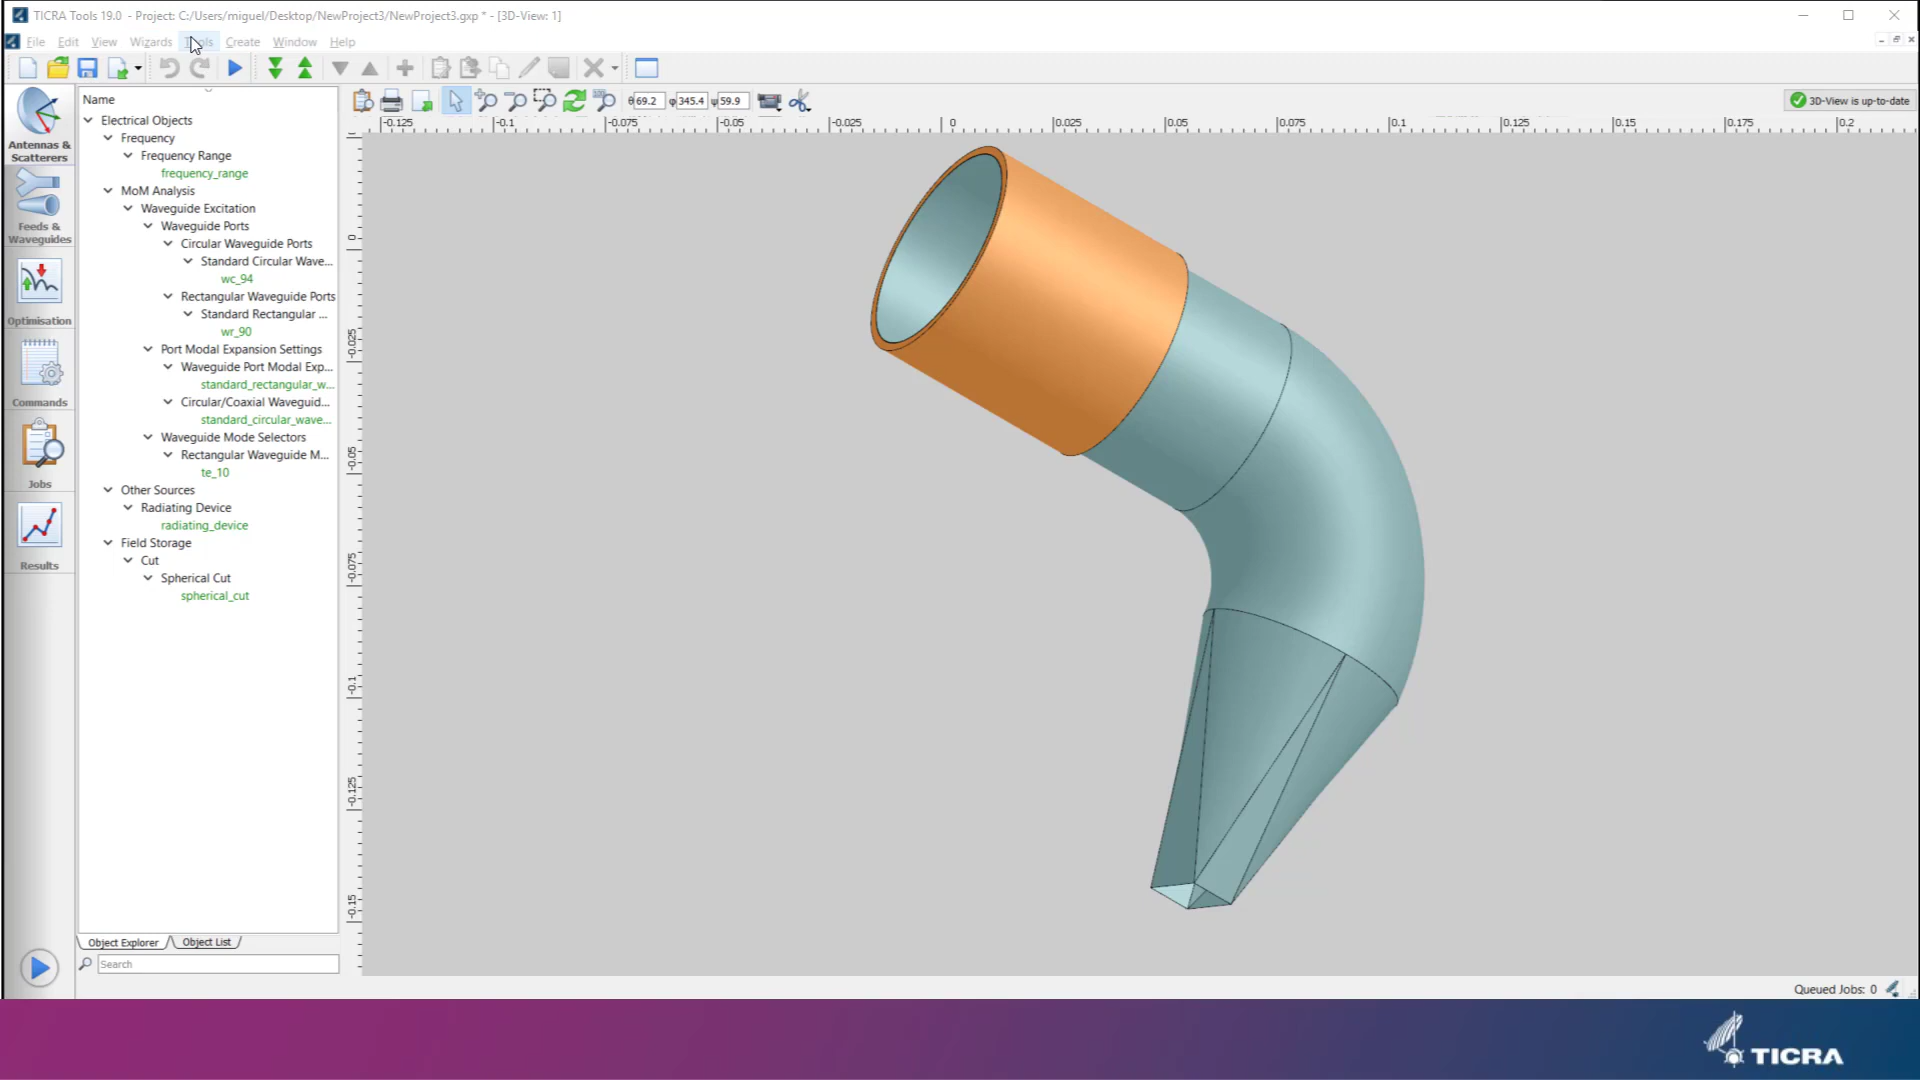 TICRA Tools 19.0 - Project: C:/Users/miguel/Desktop/NewProject3/NewProject3.gxp * - [3D-View: 1]
File Edit View Wizards Tools Create Window Help
θ 69.2 φ 345.4 ψ 59.9
3D-View is up-to-date
Name
Electrical Objects
Frequency
Frequency Range
frequency_range
MoM Analysis
Waveguide Excitation
Waveguide Ports
Circular Waveguide Ports
Standard Circular Wave...
wc_94
Rectangular Waveguide Ports
Standard Rectangular ...
wr_90
Port Modal Expansion Settings
Waveguide Port Modal Exp...
standard_rectangular_w...
Circular/Coaxial Waveguid...
standard_circular_wave...
Waveguide Mode Selectors
Rectangular Waveguide M...
te_10
Other Sources
Radiating Device
radiating_device
Field Storage
Cut
Spherical Cut
spherical_cut
Object Explorer Object List
Search
Antennas &
Scatterers
Feeds &
Waveguides
Optimisation
Commands
Jobs
Results
-0.125 -0.1 -0.075 -0.05 -0.025 0 0.025 0.05 0.075 0.1 0.125 0.15 0.175 0.2
0
-0.025
-0.05
-0.075
-0.1
-0.125
-0.15
Queued Jobs: 0
TICRA